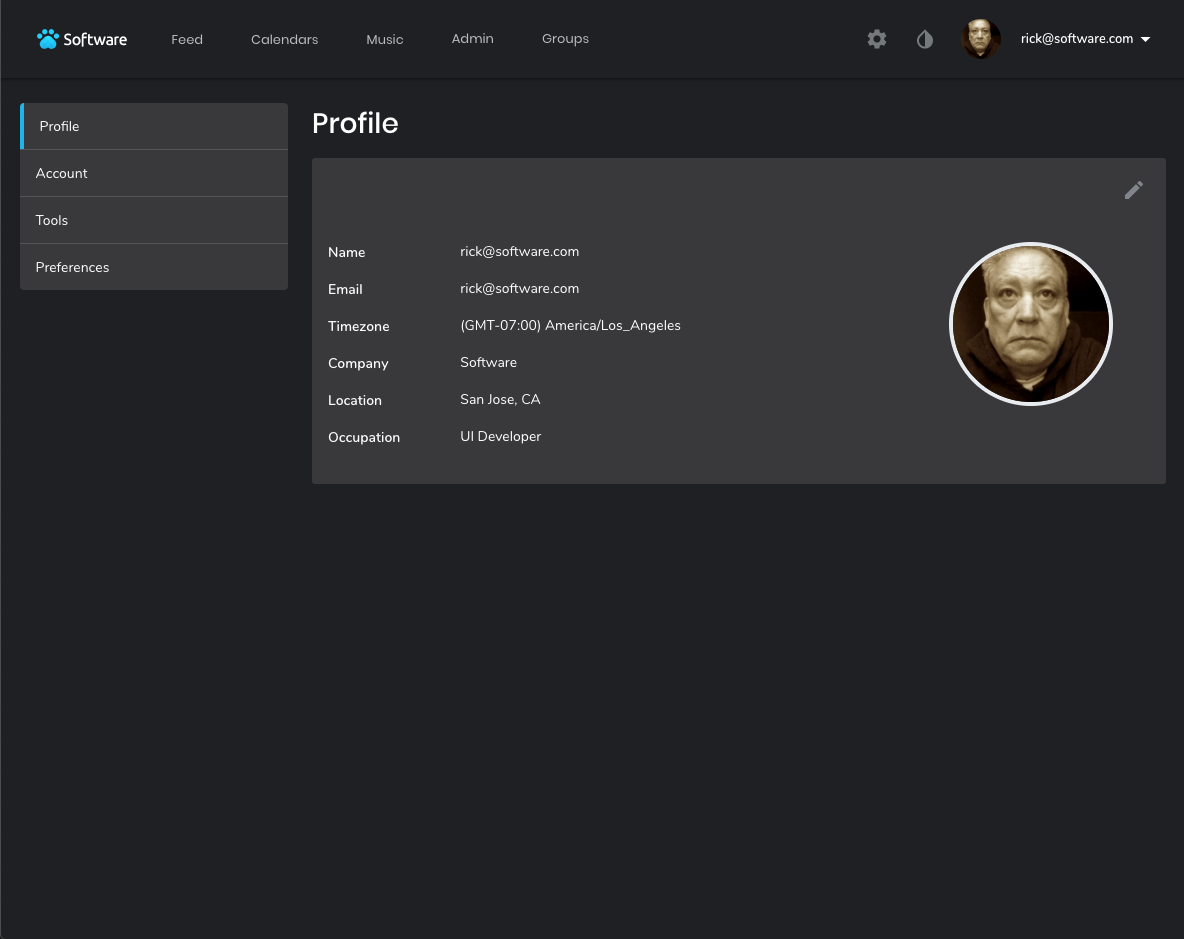 Software
Feed
Calendars
Music
Admin
Groups
rick@software.com
Profile
Account
Tools
Preferences
Profile
Name rick@software.com
Email rick@software.com
Timezone (GMT-07:00) America/Los_Angeles
Company Software
Location San Jose, CA
Occupation UI Developer